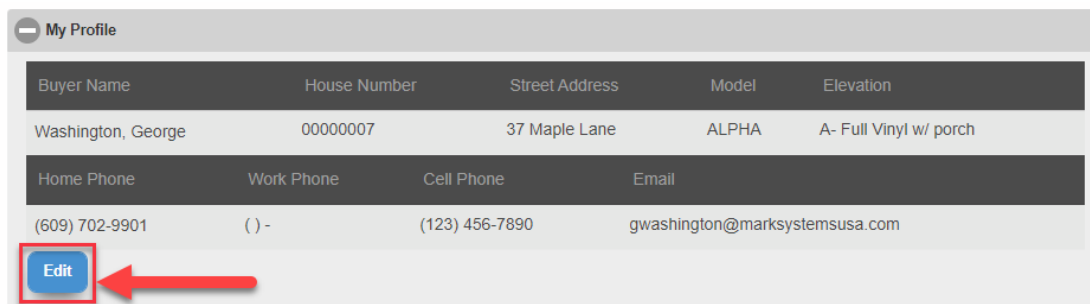 My Profile
Buyer Name House Number Street Address Model Elevation
Washington, George 00000007 37 Maple Lane ALPHA A- Full Vinyl w/ porch
Home Phone Work Phone Cell Phone Email
(609) 702-9901 ( ) - (123) 456-7890 gwashington@marksystemsusa.com
Edit